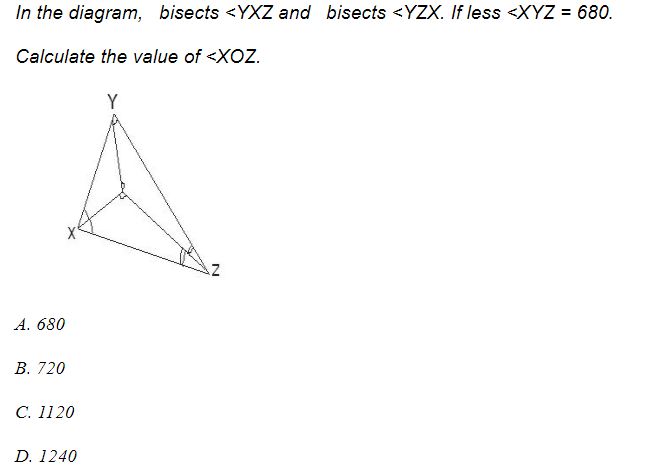 In the diagram, bisects <YXZ and bisects <YZX. If less <XYZ = 680.
Calculate the value of <XOZ.
Y
X
Z
A. 680
B. 720
C. 1120
D. 1240